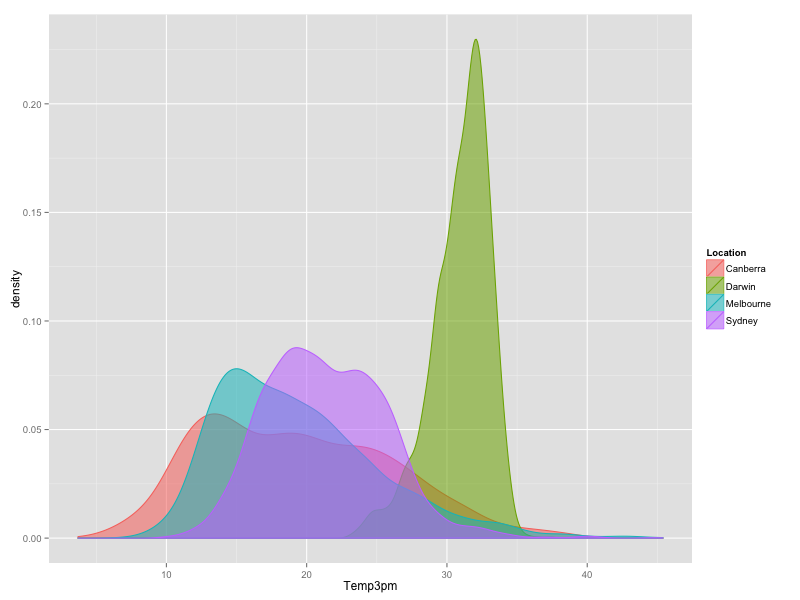 0.20
0.15
0.10
0.05
0.00
density
10 20 30 40
Temp3pm
Location
Canberra
Darwin
Melbourne
Sydney